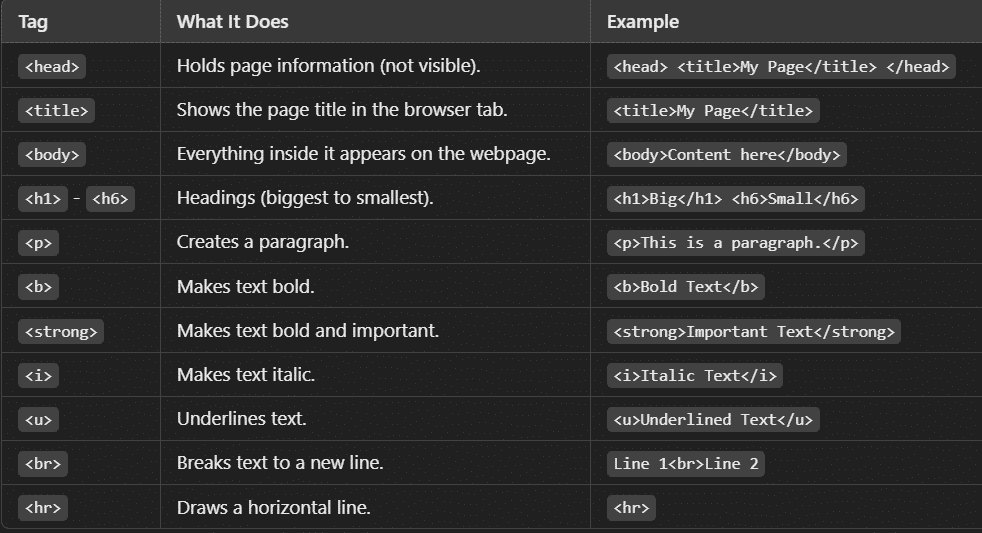 Tag What It Does Example
<head> Holds page information (not visible). <head> <title>My Page</title> </head>
<title> Shows the page title in the browser tab. <title>My Page</title>
<body> Everything inside it appears on the webpage. <body>Content here</body>
<h1> - <h6> Headings (biggest to smallest). <h1>Big</h1> <h6>Small</h6>
<p> Creates a paragraph. <p>This is a paragraph.</p>
<b> Makes text bold. <b>Bold Text</b>
<strong> Makes text bold and important. <strong>Important Text</strong>
<i> Makes text italic. <i>Italic Text</i>
<u> Underlines text. <u>Underlined Text</u>
<br> Breaks text to a new line. Line 1<br>Line 2
<hr> Draws a horizontal line. <hr>